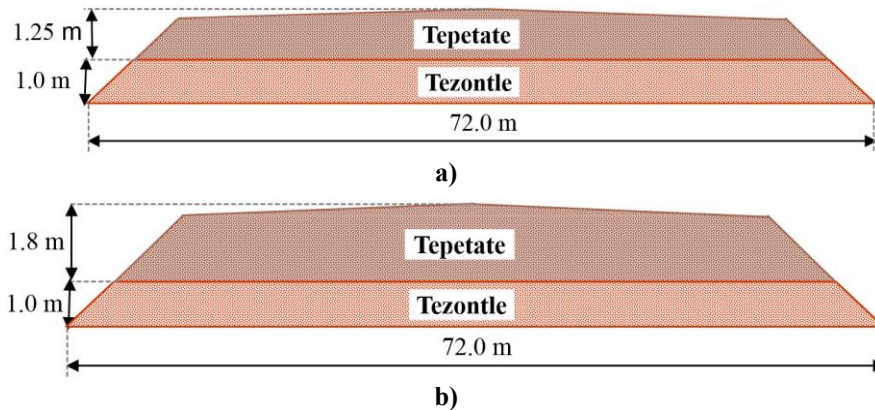 1.25 m
Tepetate
1.0 m
Tezontle
72.0 m
a)
1.8 m
Tepetate
1.0 m
Tezontle
72.0 m
b)